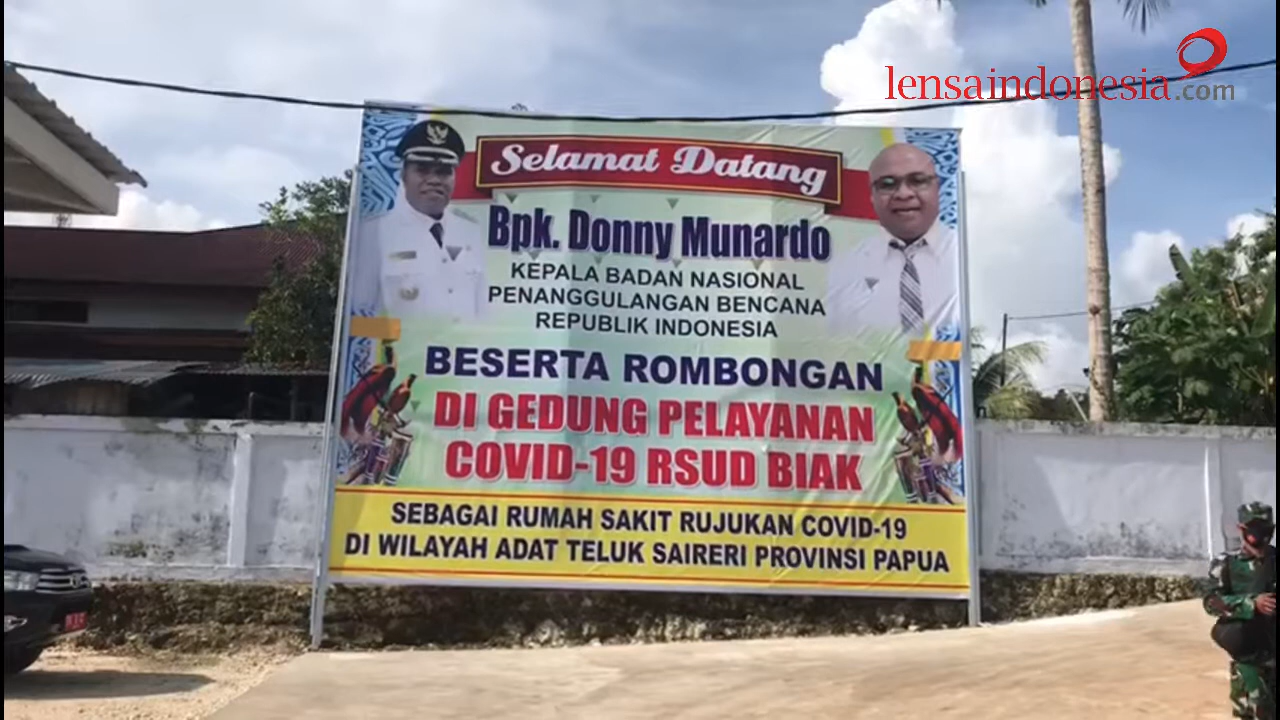 lensaindonesia.com
Selamat Datang
Bpk. Donny Munardo
KEPALA BADAN NASIONAL
PENANGGULANGAN BENCANA
REPUBLIK INDONESIA
BESERTA ROMBONGAN
DI GEDUNG PELAYANAN
COVID-19 RSUD BIAK
SEBAGAI RUMAH SAKIT RUJUKAN COVID-19
DI WILAYAH ADAT TELUK SAIRERI PROVINSI PAPUA